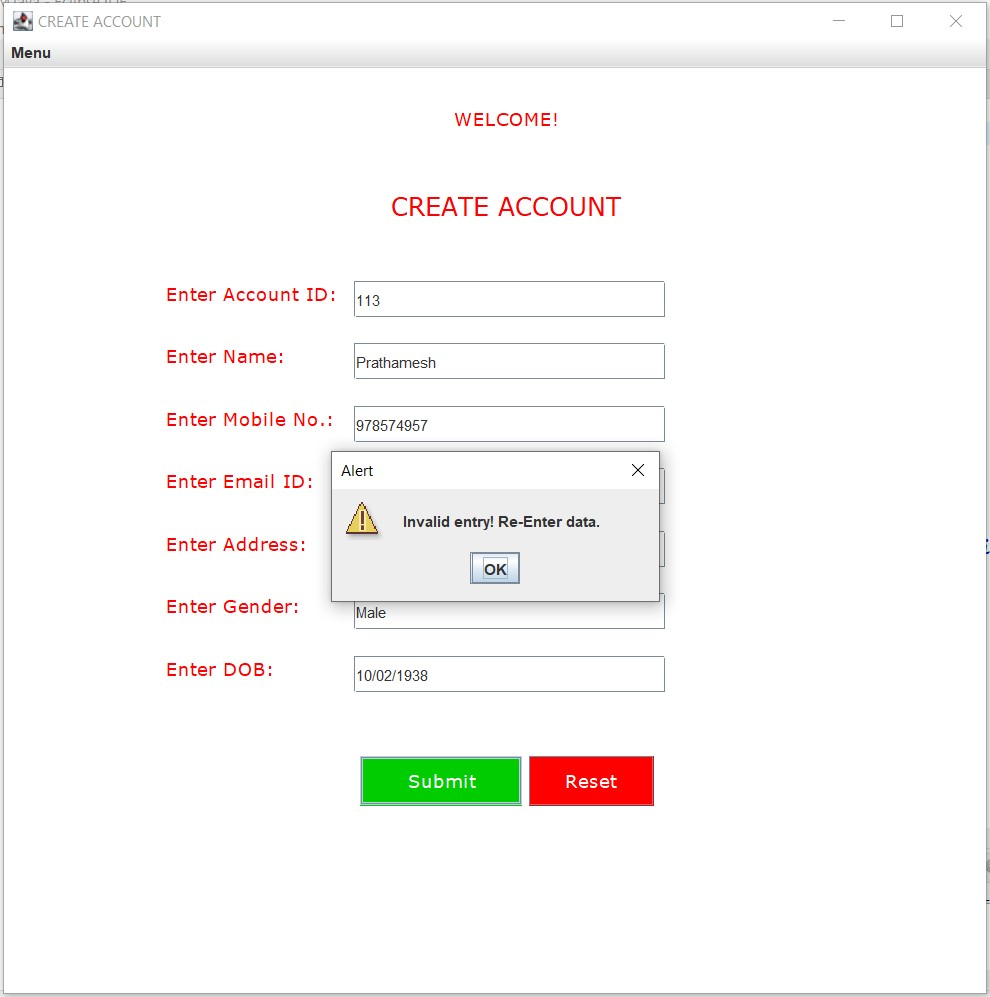 CREATE ACCOUNT
Menu
WELCOME!
CREATE ACCOUNT
Enter Account ID: 113
Enter Name: Prathamesh
Enter Mobile No.: 978574957
Enter Email ID:
Alert
Invalid entry! Re-Enter data.
Enter Address:
OK
Enter Gender: Male
Enter DOB: 10/02/1938
Submit Reset